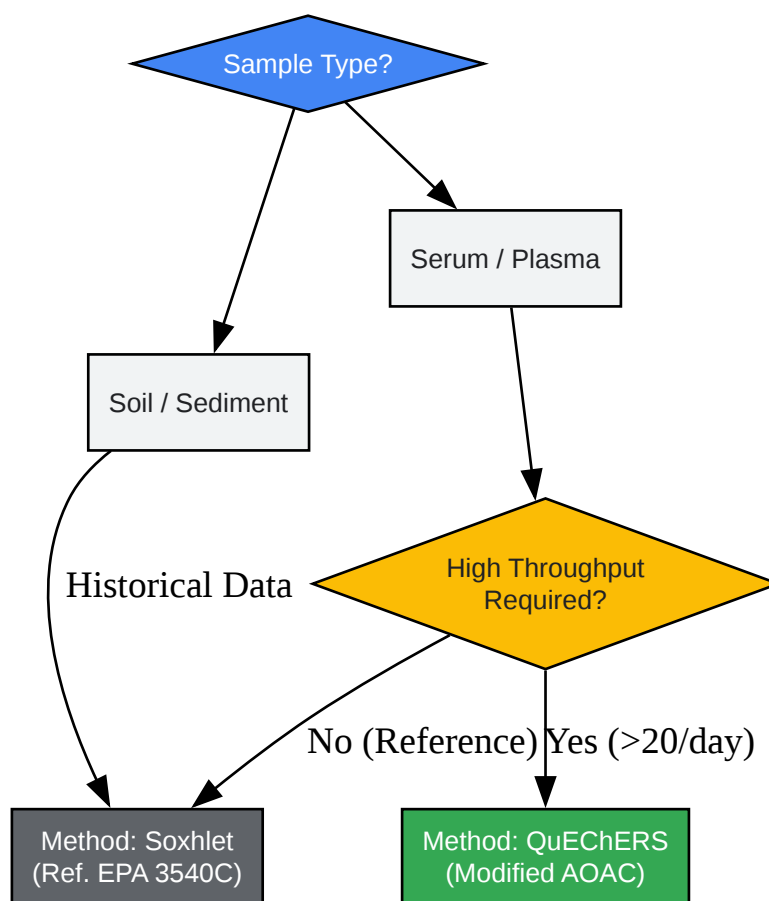 Sample Type?
Serum / Plasma
Soil / Sediment
Historical Data
High Throughput
Required?
No (Reference)
Yes (>20/day)
Method: Soxhlet
(Ref. EPA 3540C)
Method: QuEChERS
(Modified AOAC)